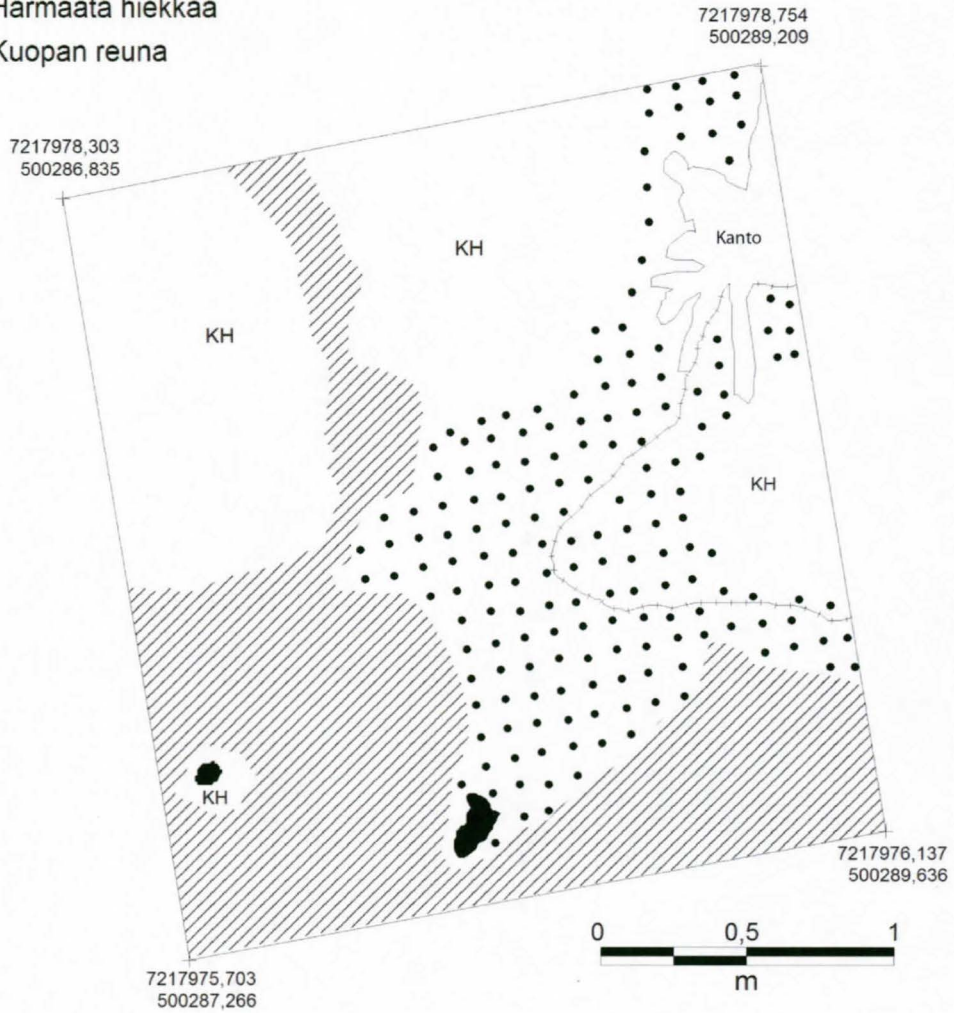 Harmaata hiekkaa
Kuopan reuna
7217978,754
500289,209
7217978,303
500286,835
KH
Kanto
KH
KH
KH
7217976,137
500289,636
0 0,5 1
m
7217975,703
500287,266